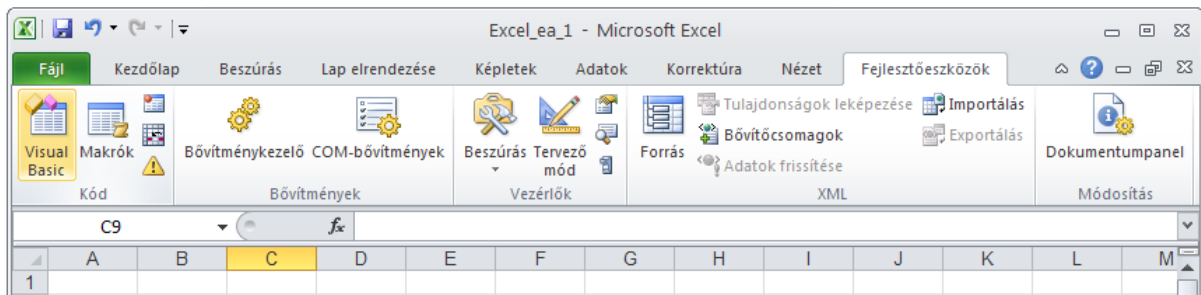 Excel_ea_1 - Microsoft Excel
Fájl Kezdőlap Beszúrás Lap elrendezése Képletek Adatok Korrektúra Nézet Fejlesztőeszközök
Visual Basic
Makrók
Kód
Bővítménykezelő COM-bővítmények
Bővítmények
Beszúrás Tervező mód
Vezérlők
Forrás
Tulajdonságok leképezése Importálás
Bővítőcsomagok Exportálás
Adatok frissítése
XML
Dokumentumpanel
Módosítás
C9 fx
A B C D E F G H I J K L M
1